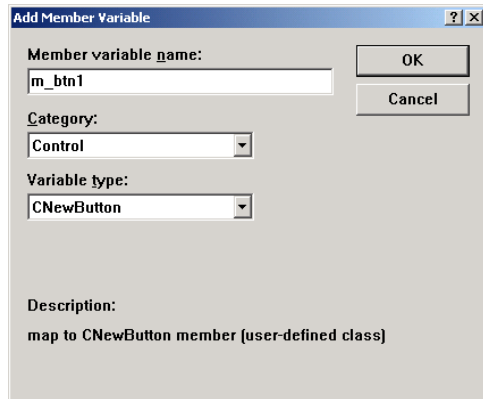 Add Member Variable
Member variable name:
OK
m_btn1
Cancel
Category:
Control
Variable type:
CNewButton
Description:
map to CNewButton member (user-defined class)